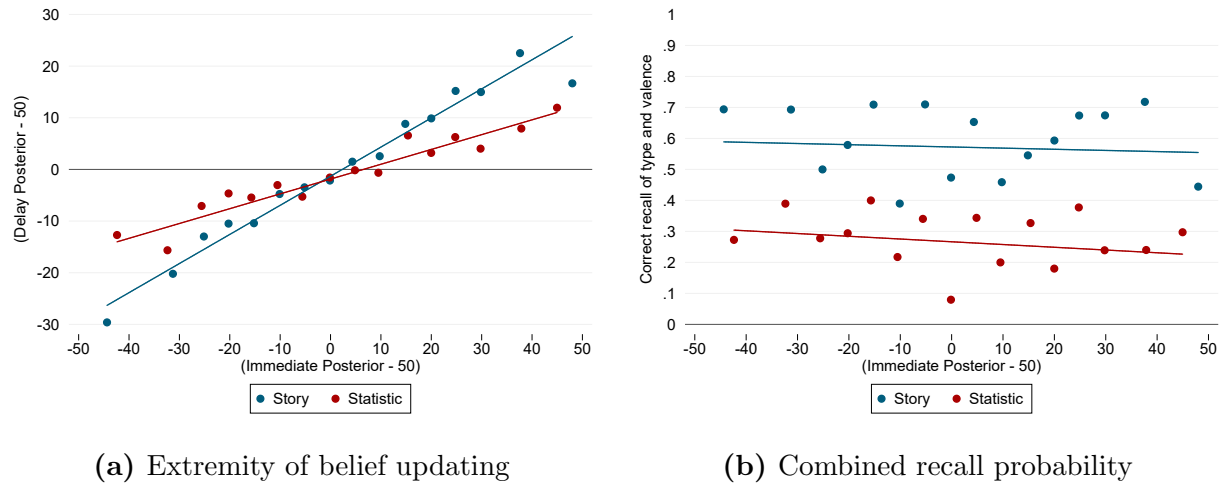 30
20
10
0
-10
-20
-30
(Delay Posterior - 50)
-50 -40 -30 -20 -10 0 10 20 30 40 50
(Immediate Posterior - 50)
Story Statistic
(a) Extremity of belief updating
1
.9
.8
.7
.6
.5
.4
.3
.2
.1
0
Correct recall of type and valence
-50 -40 -30 -20 -10 0 10 20 30 40 50
(Immediate Posterior - 50)
Story Statistic
(b) Combined recall probability